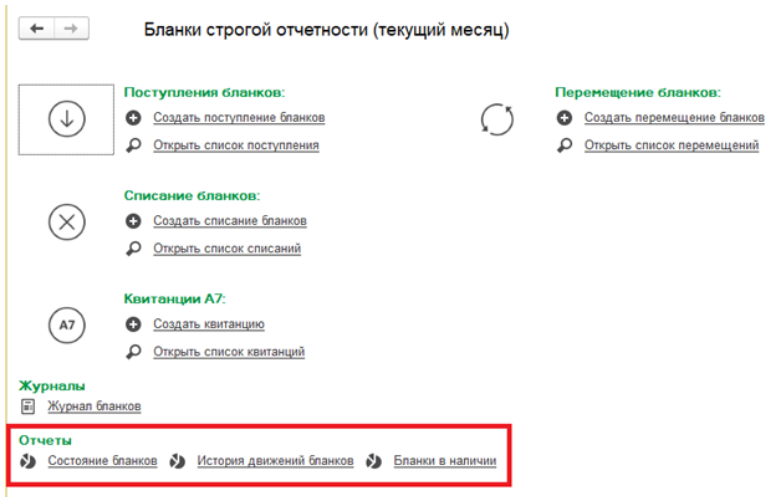 Бланки строгой отчетности (текущий месяц)
Поступления бланков:
Создать поступление бланков
Открыть список поступления
Перемещение бланков:
Создать перемещение бланков
Открыть список перемещений
Списание бланков:
Создать списание бланков
Открыть список списаний
Квитанции А7:
А7
Создать квитанцию
Открыть список квитанций
Журналы
Журнал бланков
Отчеты
Состояние бланков История движений бланков Бланки в наличии